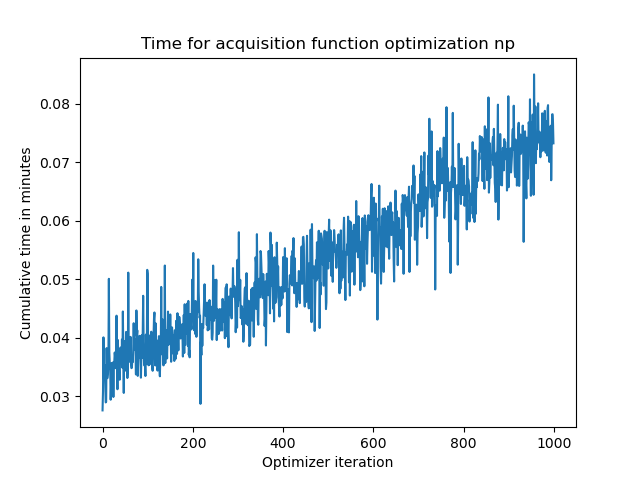 Time for acquisition function optimization np
Cumulative time in minutes
0.08
0.07
0.06
0.05
0.04
0.03
0 200 400 600 800 1000
Optimizer iteration